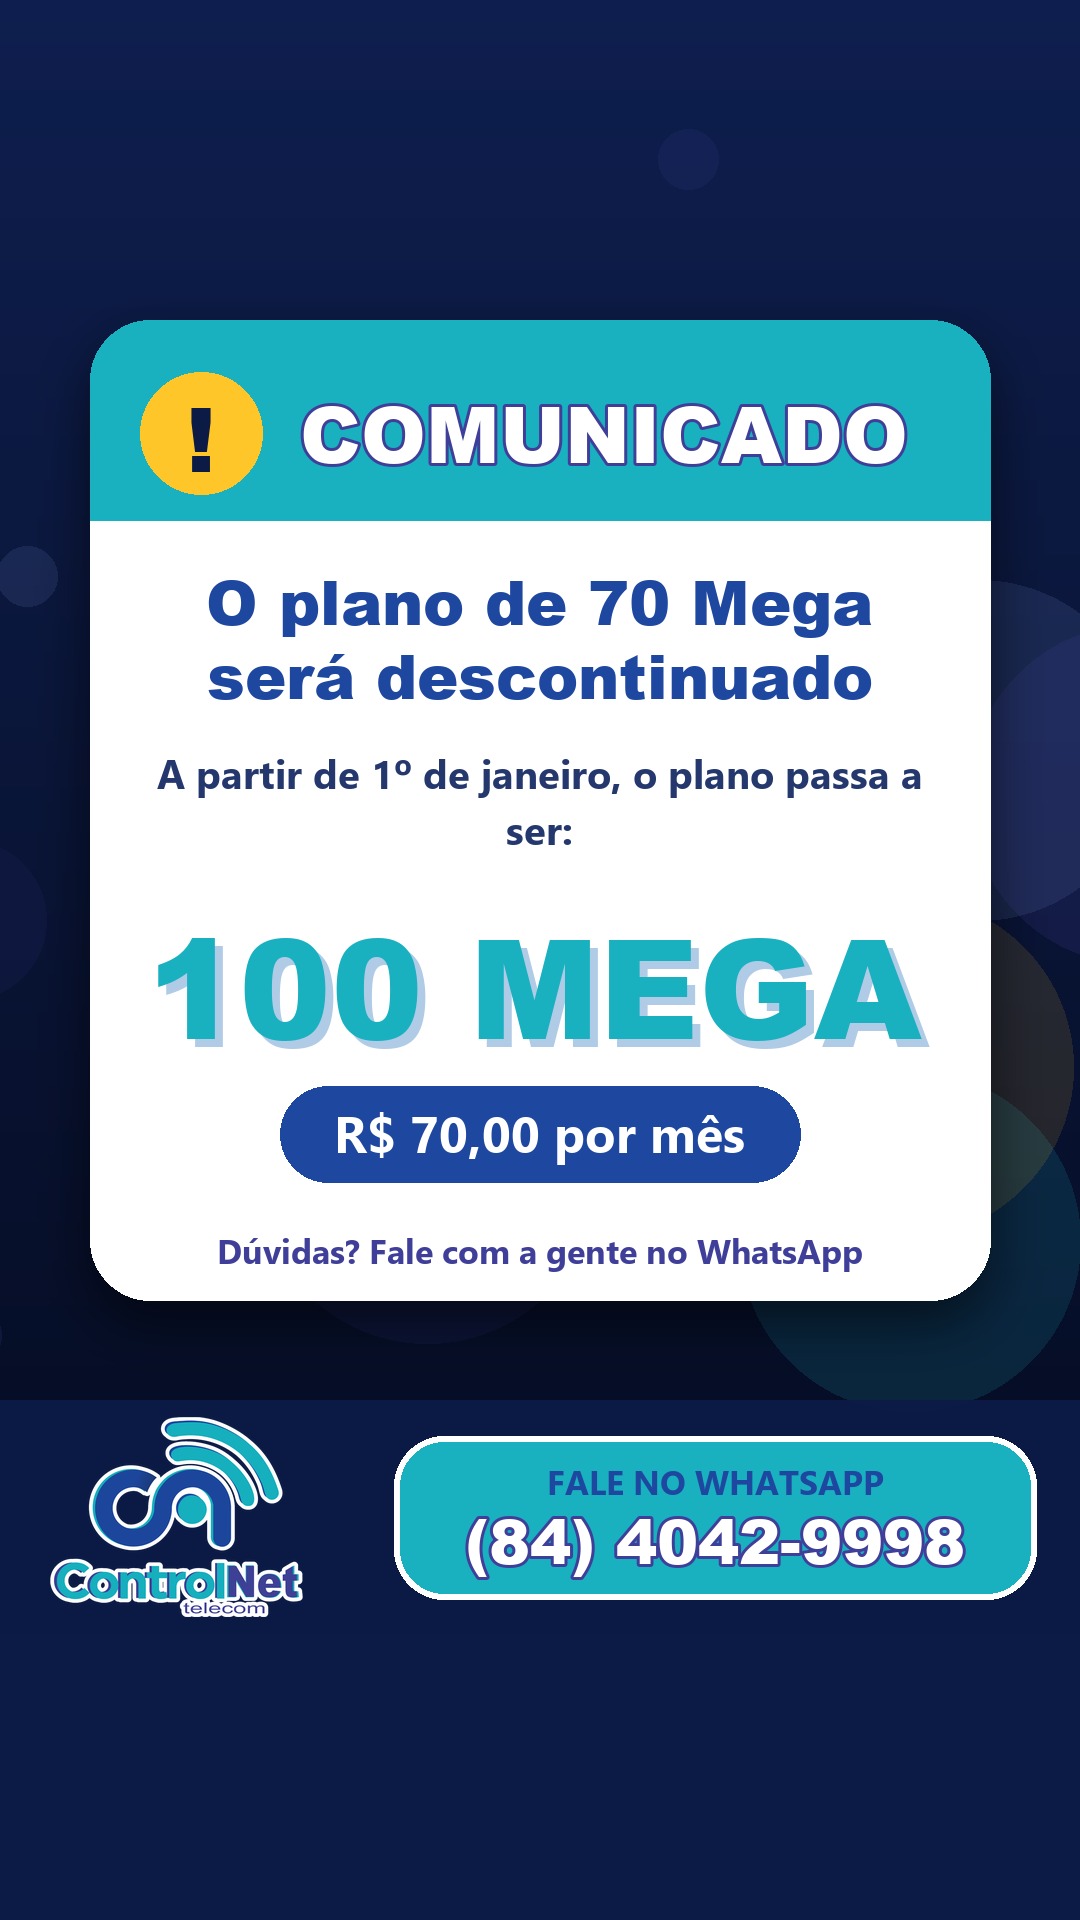 !
COMUNICADO
O plano de 70 Mega
será descontinuado
A partir de 1º de janeiro, o plano passa a
ser:
100 MEGA
R$ 70,00 por mês
Dúvidas? Fale com a gente no WhatsApp
ControlNet
telecom
FALE NO WHATSAPP
(84) 4042-9998